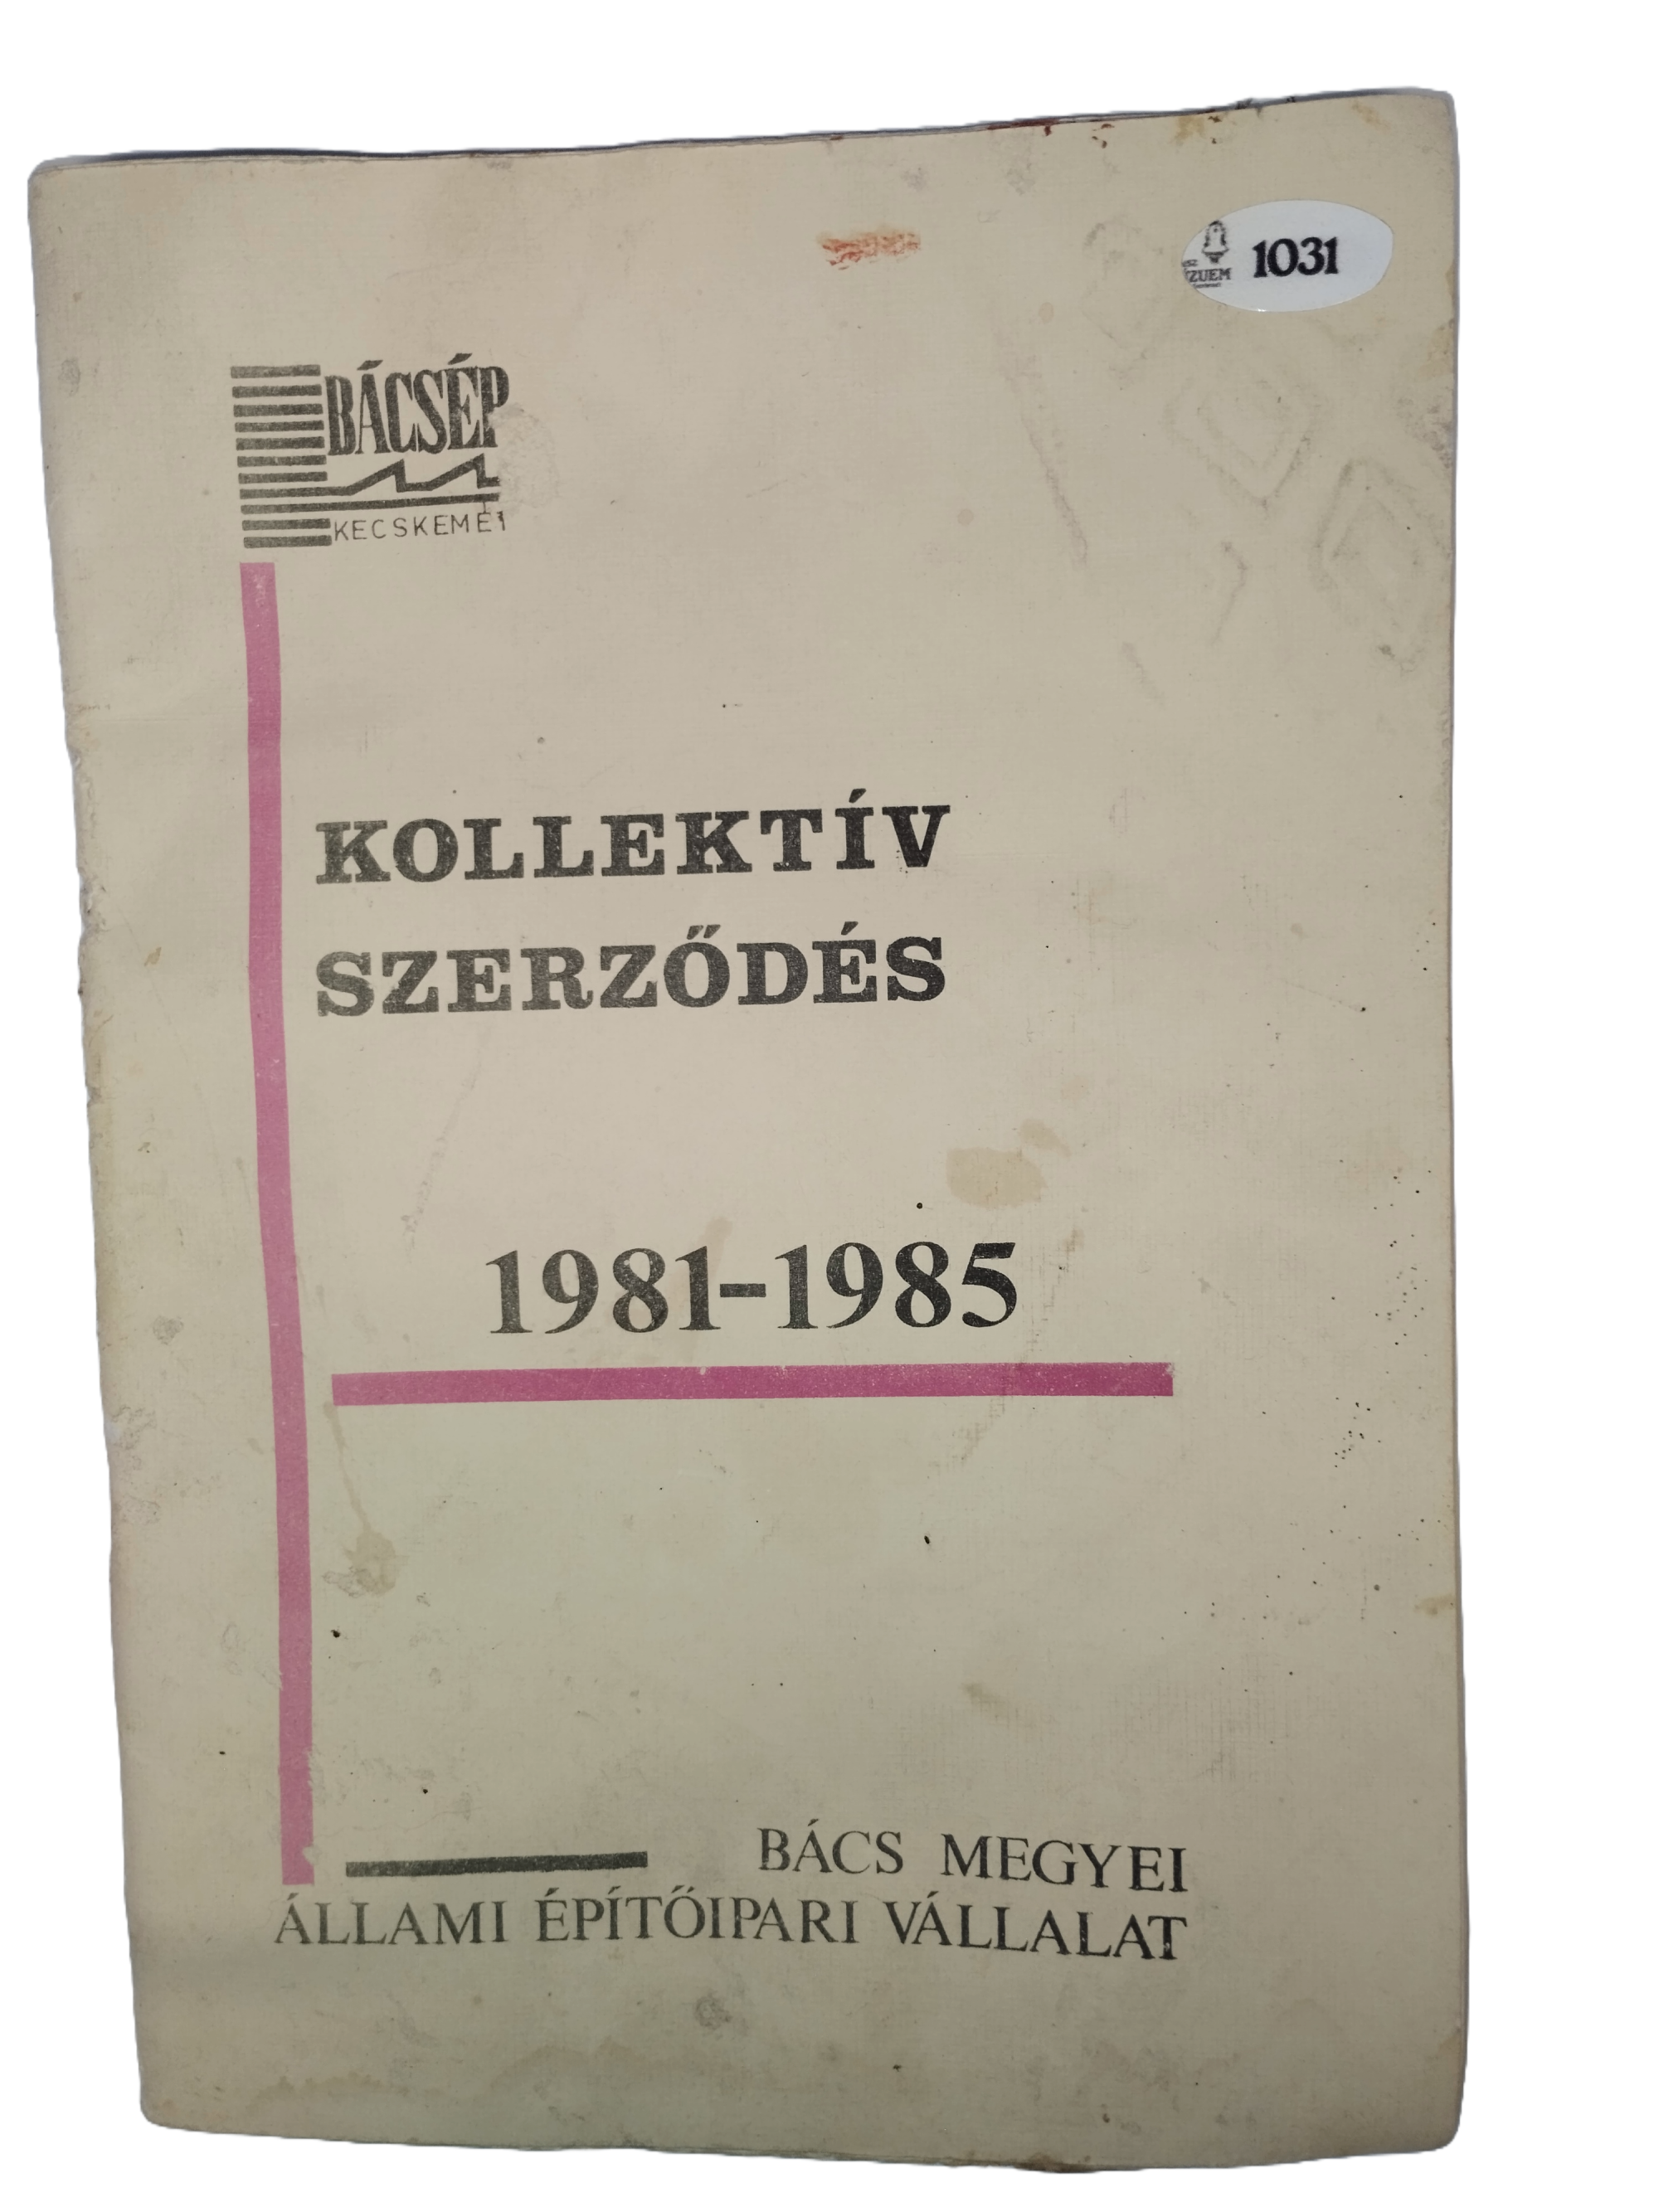 1031
BÁCSÉP
KECSKEMÉT
KOLLEKTÍV
SZERZŐDÉS
1981-1985
BÁCS MEGYEI
ÁLLAMI ÉPÍTŐIPARI VÁLLALAT